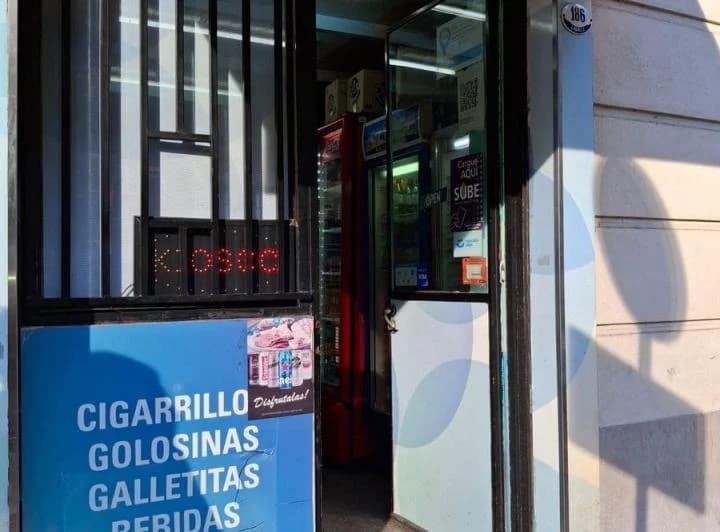 186
OPEN
Cargue
AQUÍ
SUBE
Kiosco
Disfrutalas!
CIGARRILLO
GOLOSINAS
GALLETITAS
BEBIDAS